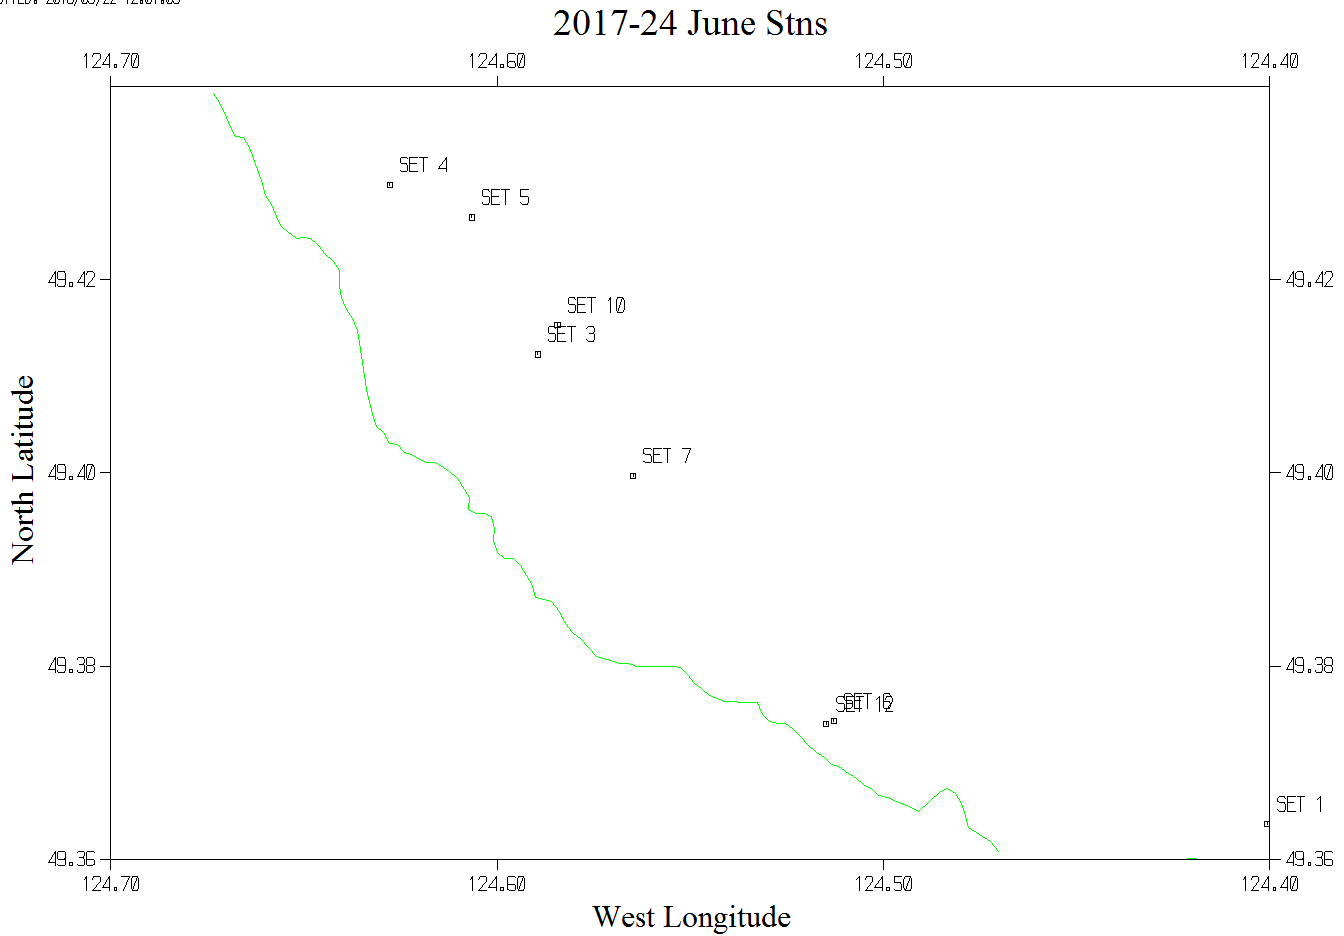 2017-24 June Stns
124.70 124.60 124.50 124.40
SET 4
SET 5
49.42 49.42
SET 10
SET 3
North Latitude
SET 7
49.40 49.40
49.38 49.38
SET 12
SET 1
49.36 49.36
124.70 124.60 124.50 124.40
West Longitude